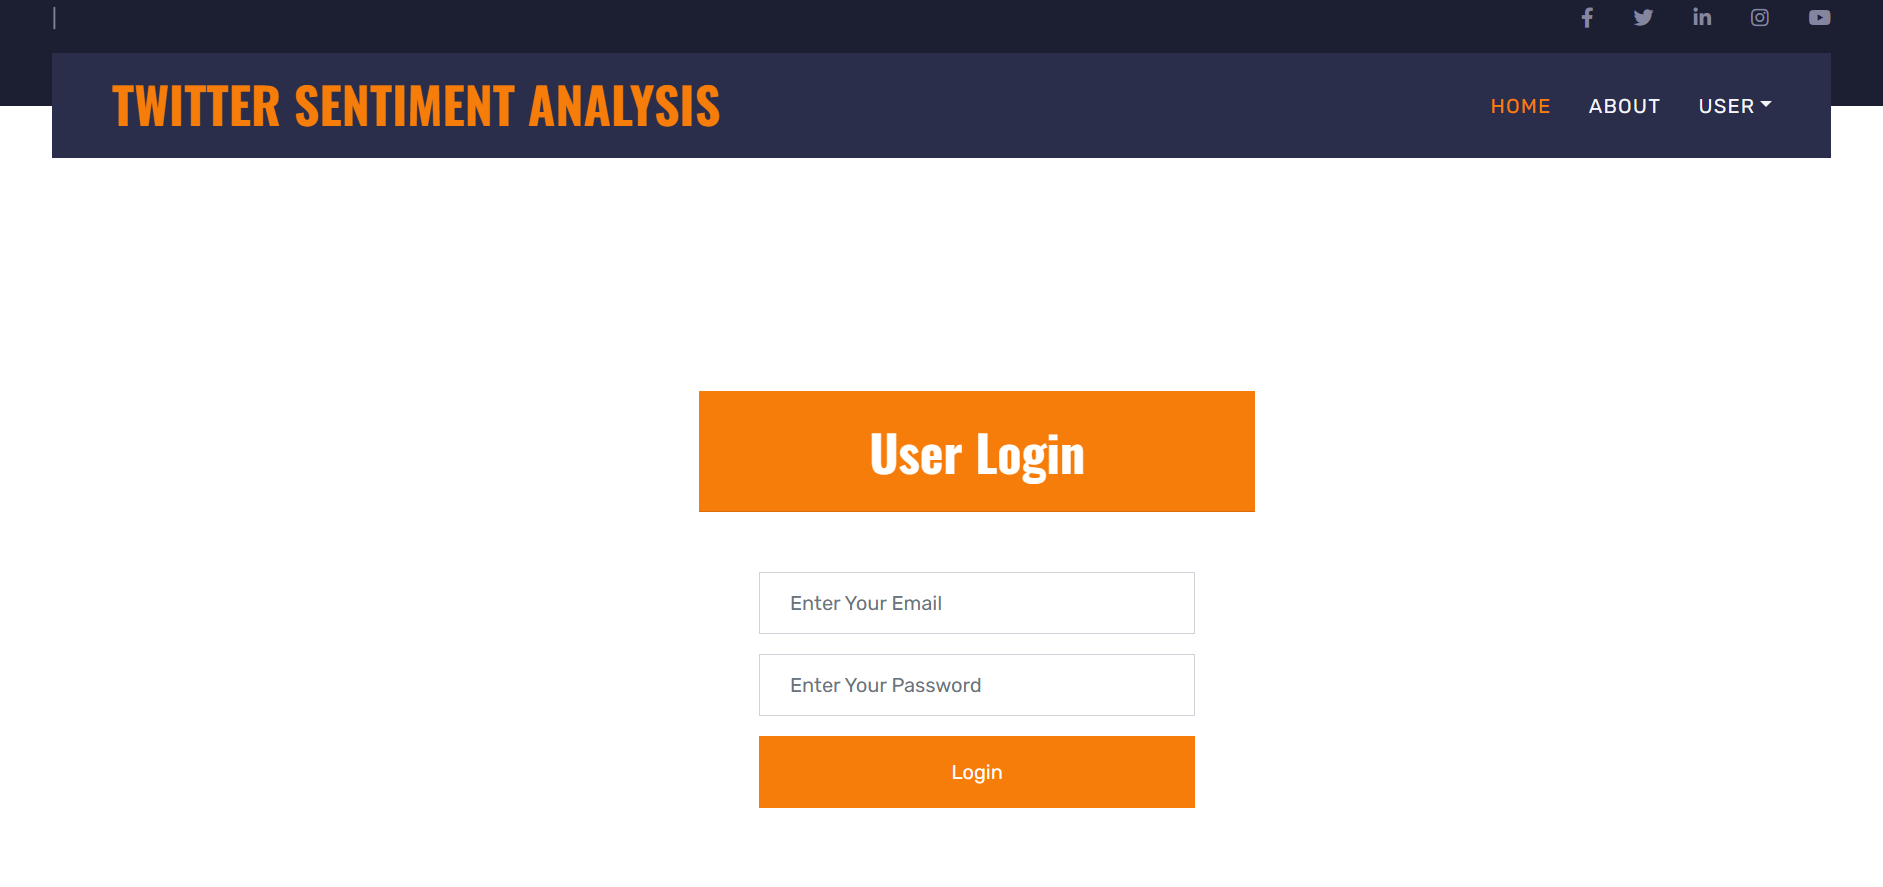 |
TWITTER SENTIMENT ANALYSIS
HOME ABOUT USER
User Login
Enter Your Email
Enter Your Password
Login